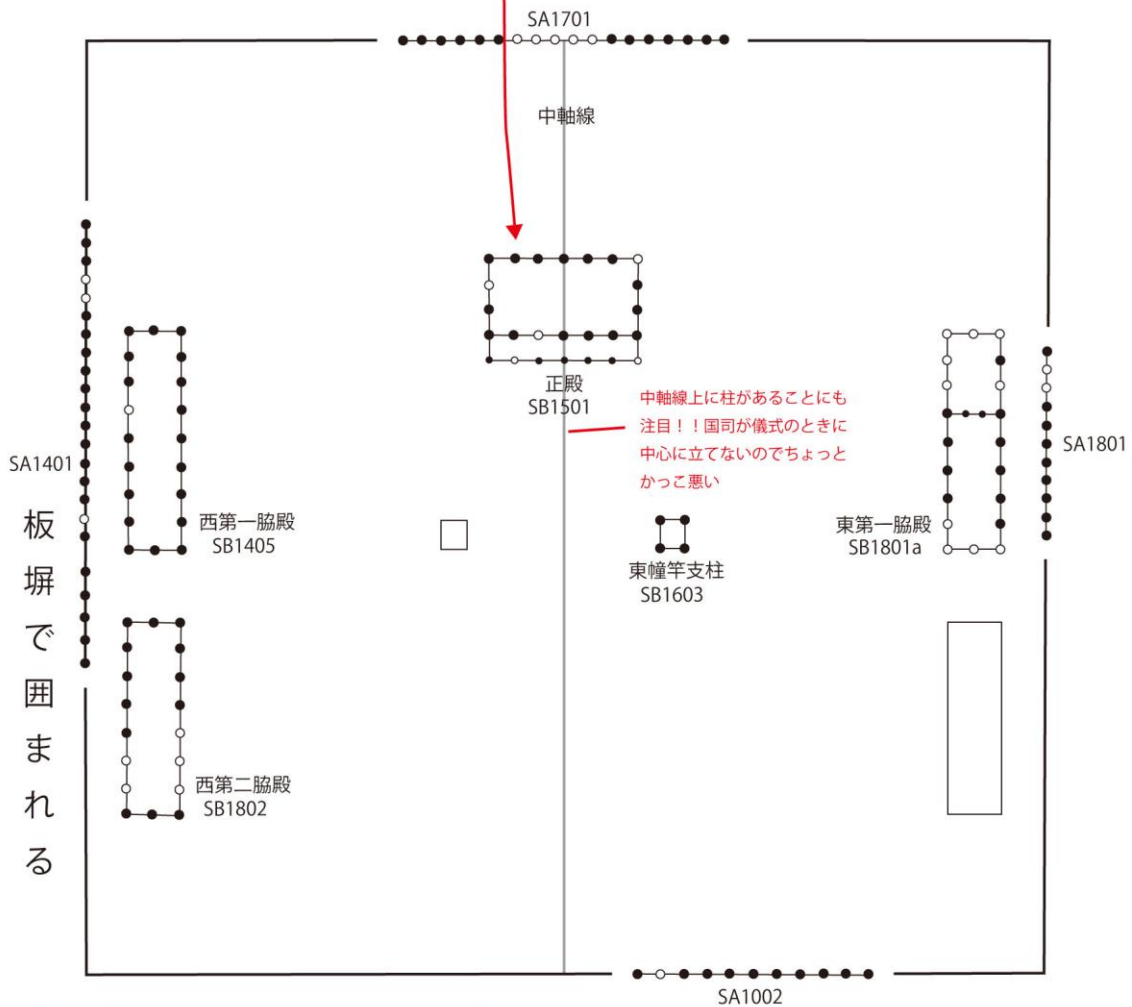 SA1701
中軸線
正殿
SB1501
中軸線上に柱があることにも
注目！！国司が儀式のときに
中心に立てないのでちょっと
かっこ悪い
SA1401
板塀で囲まれる
西第一脇殿
SB1405
東幢竿支柱
SB1603
東第一脇殿
SB1801a
SA1801
西第二脇殿
SB1802
SA1002